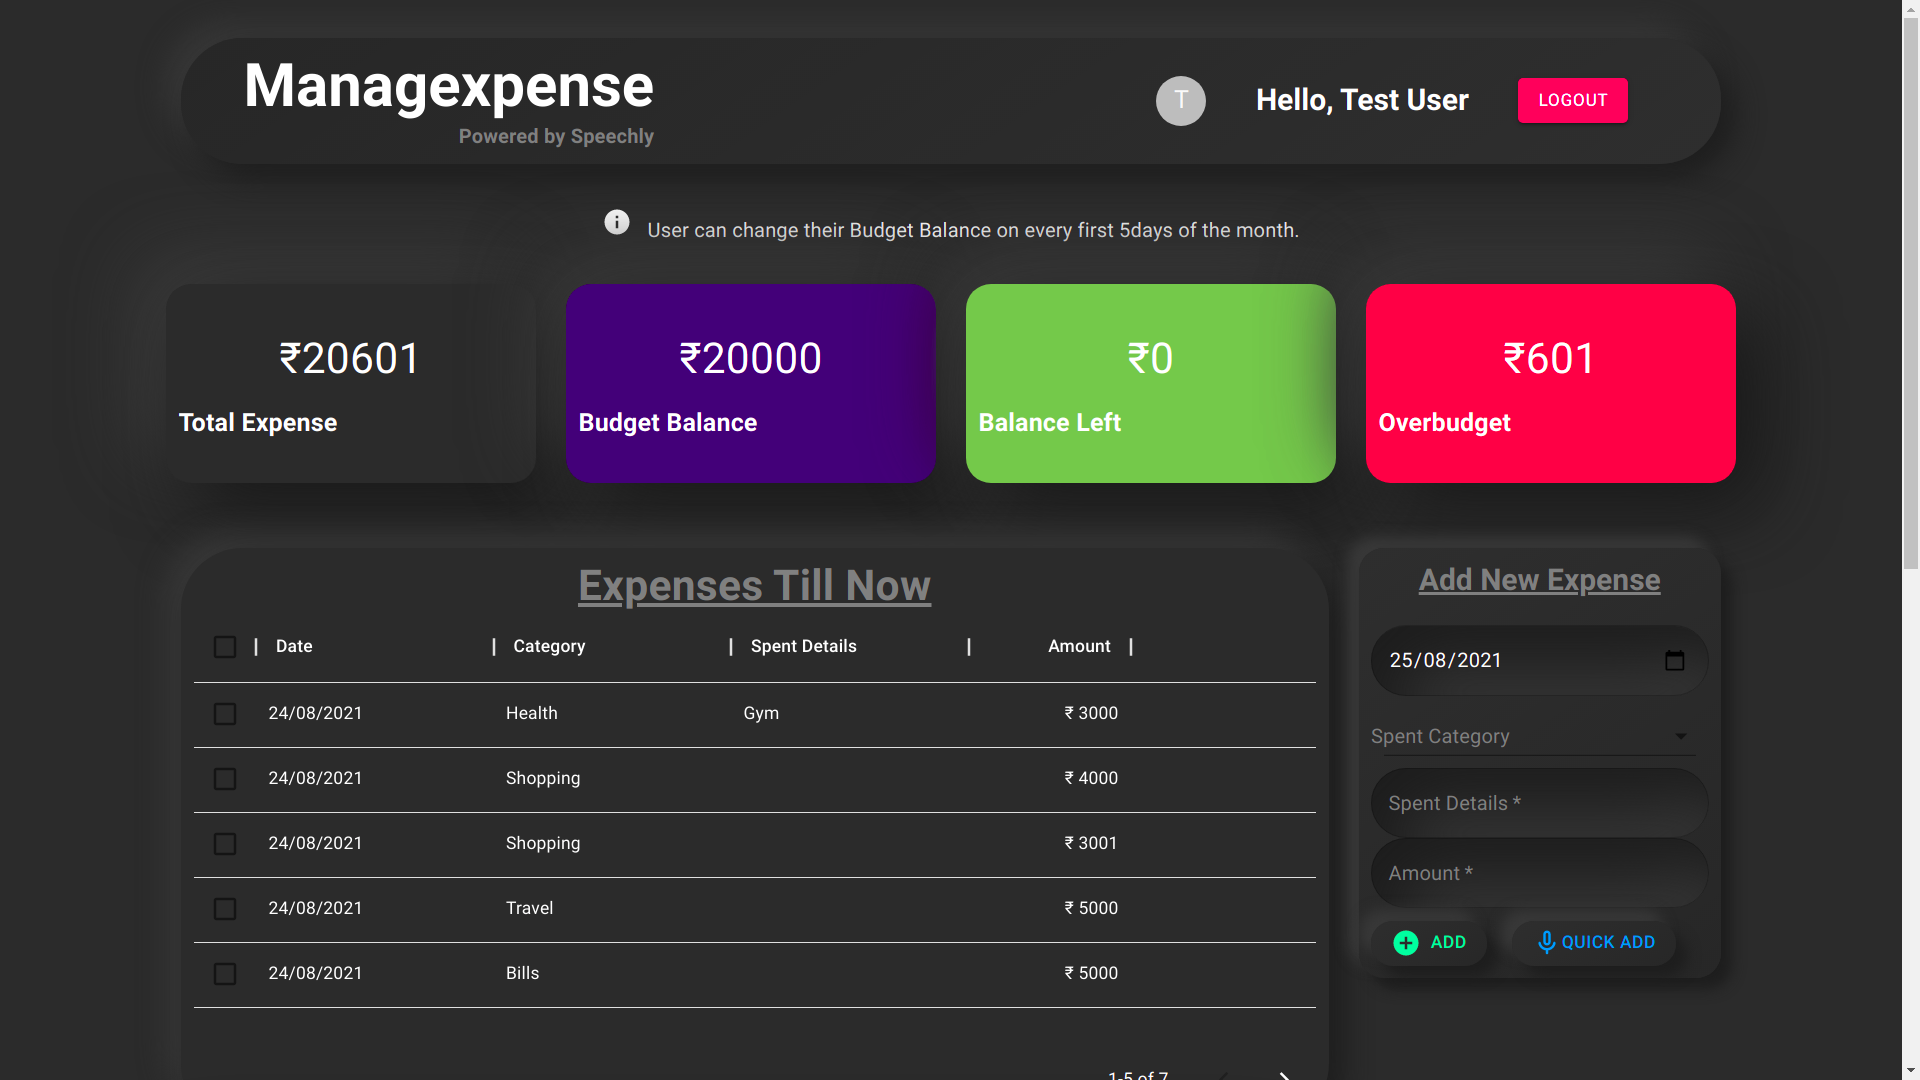 Managexpense
Powered by Speechly
T
Hello, Test User
LOGOUT
User can change their Budget Balance on every first 5days of the month.
₹20601
Total Expense
₹20000
Budget Balance
₹0
Balance Left
₹601
Overbudget
Expenses Till Now
Date Category Spent Details Amount
24/08/2021 Health Gym ₹ 3000
24/08/2021 Shopping ₹ 4000
24/08/2021 Shopping ₹ 3001
24/08/2021 Travel ₹ 5000
24/08/2021 Bills ₹ 5000
1-5 of 7
Add New Expense
25/08/2021
Spent Category
Spent Details *
Amount *
ADD
QUICK ADD